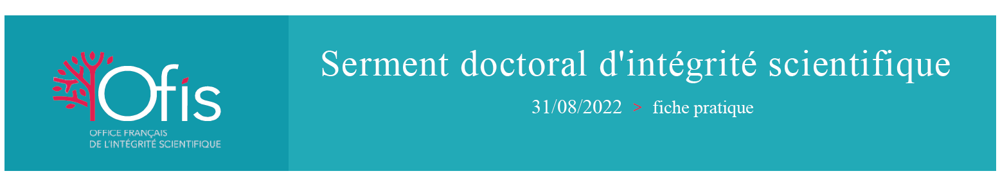 Ofis
OFFICE FRANÇAIS
DE L'INTÉGRITÉ SCIENTIFIQUE
Serment doctoral d'intégrité scientifique
31/08/2022 > fiche pratique